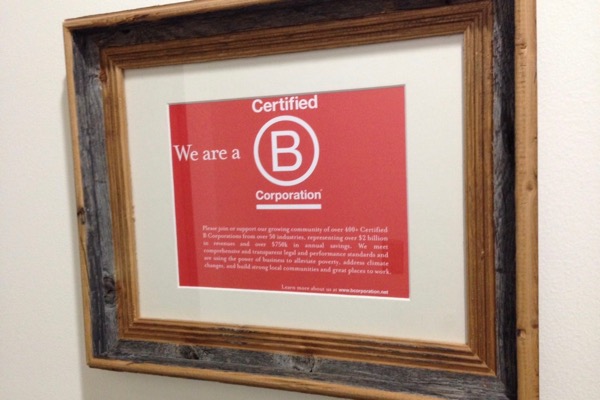 Certified
We are a
B
Corporation
Please join or support our growing community of over 400+ Certified
B Corporations from over 50 industries, representing over $2 billion
in revenues and over $750k in annual savings. We meet
comprehensive and transparent legal and performance standards and
are using the power of business to alleviate poverty, address climate
changes, and build strong local communities and great places to work.
Learn more about us at www.bcorporation.net